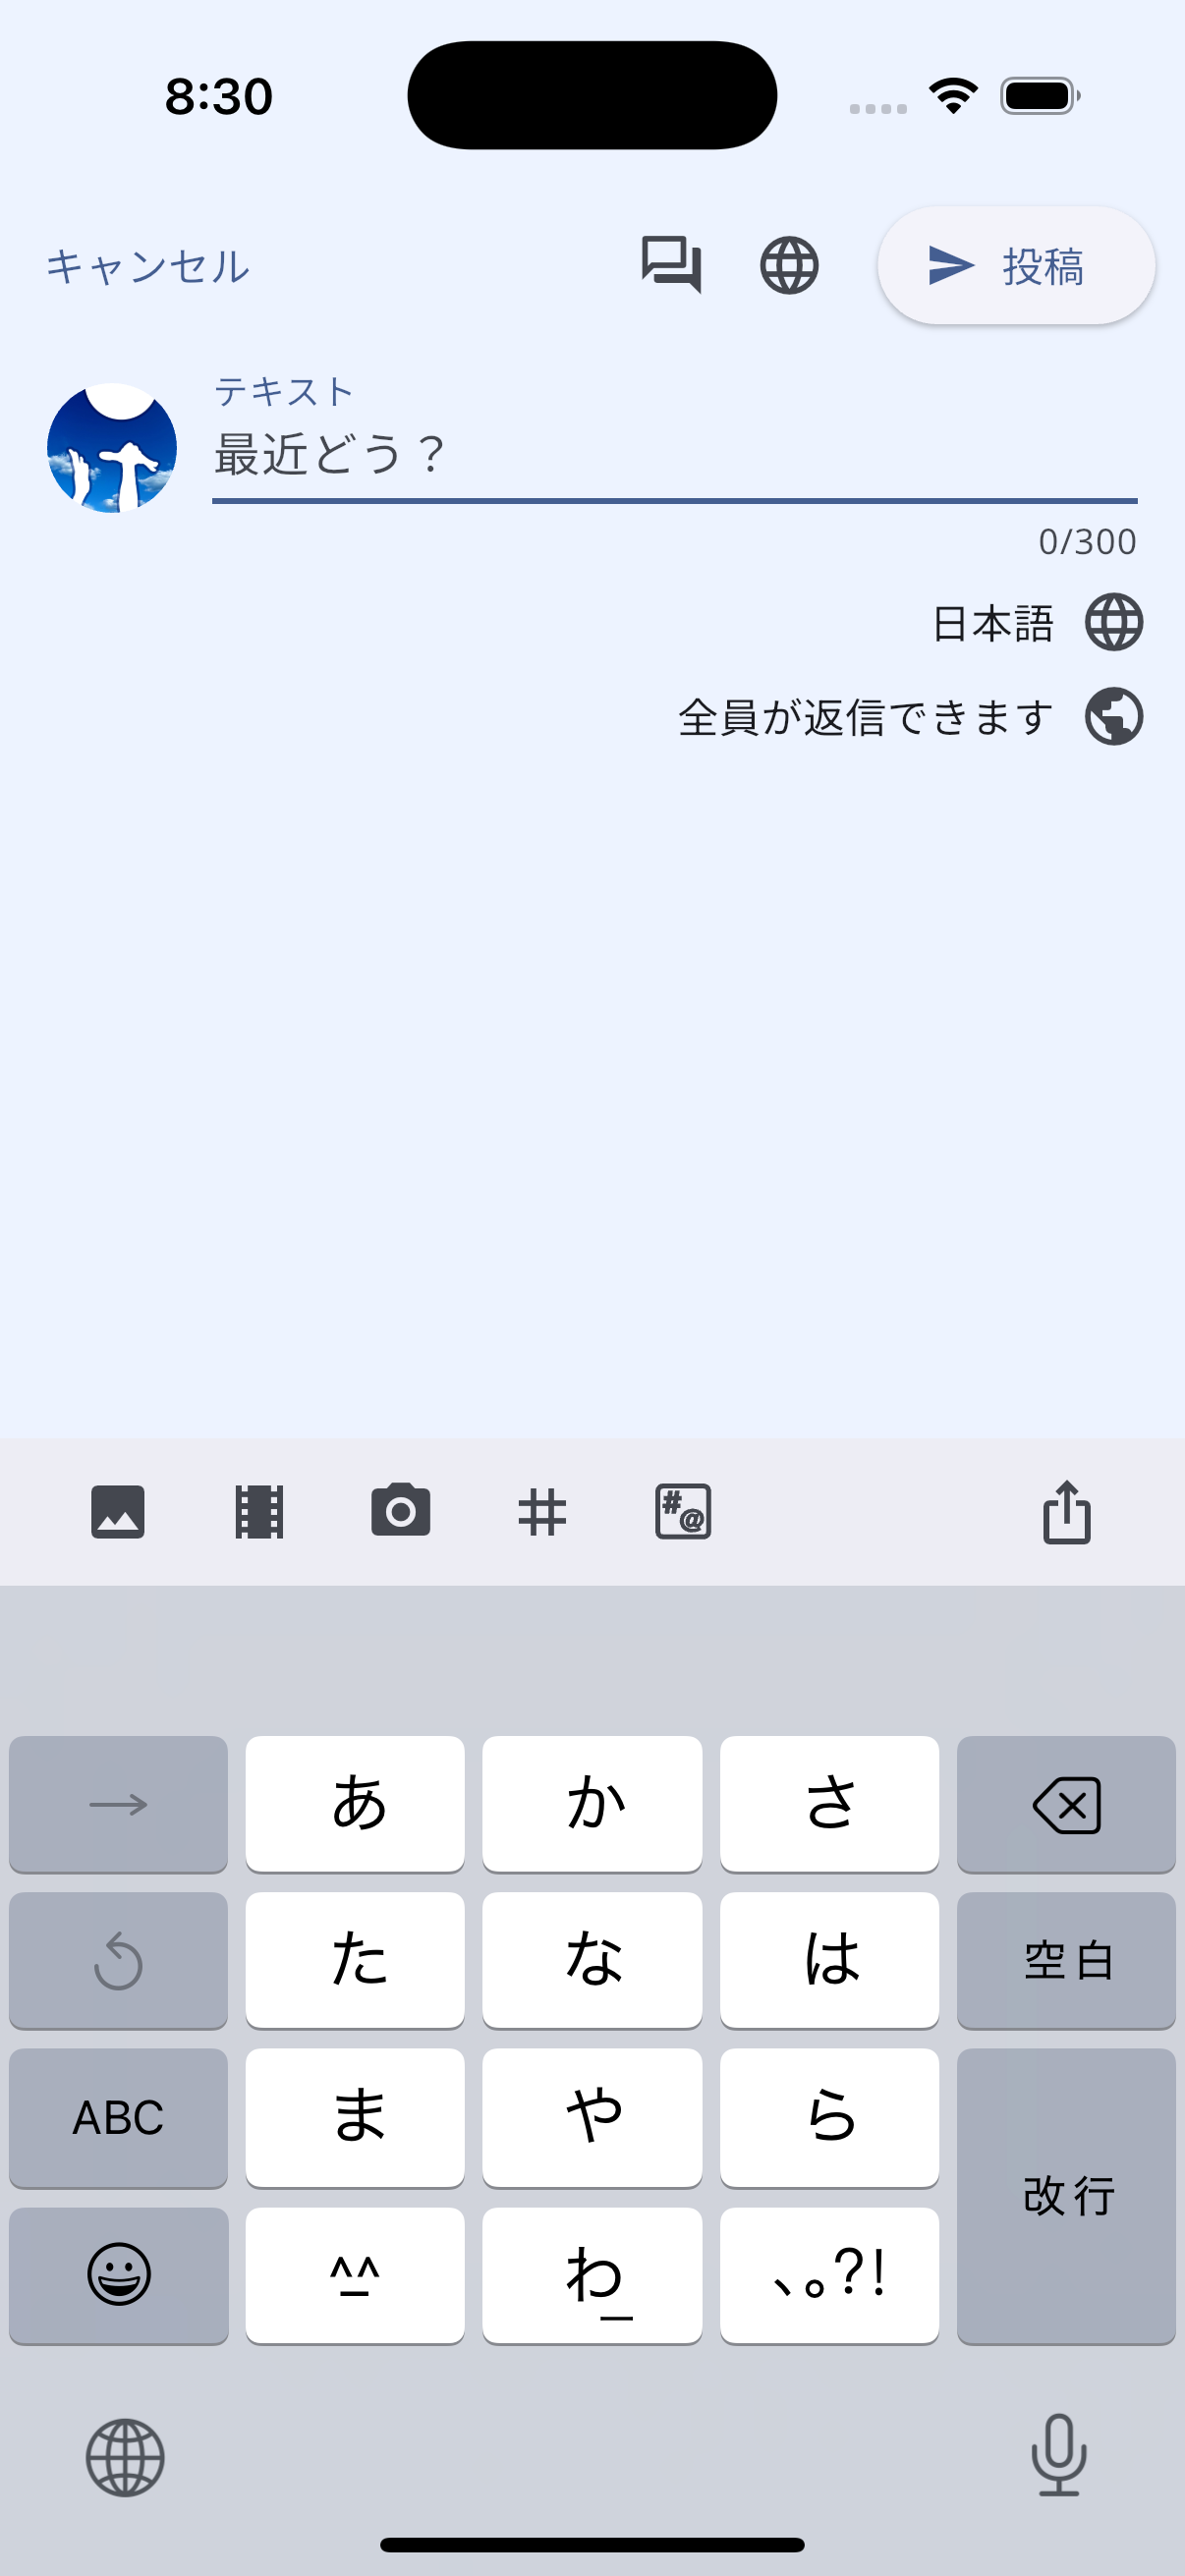 8:30
キャンセル
投稿
テキスト
最近どう？
0/300
日本語
全員が返信できます
#@
→ あ か さ
た な は 空白
ABC ま や ら
改行
^_^ わ_ 、。?!